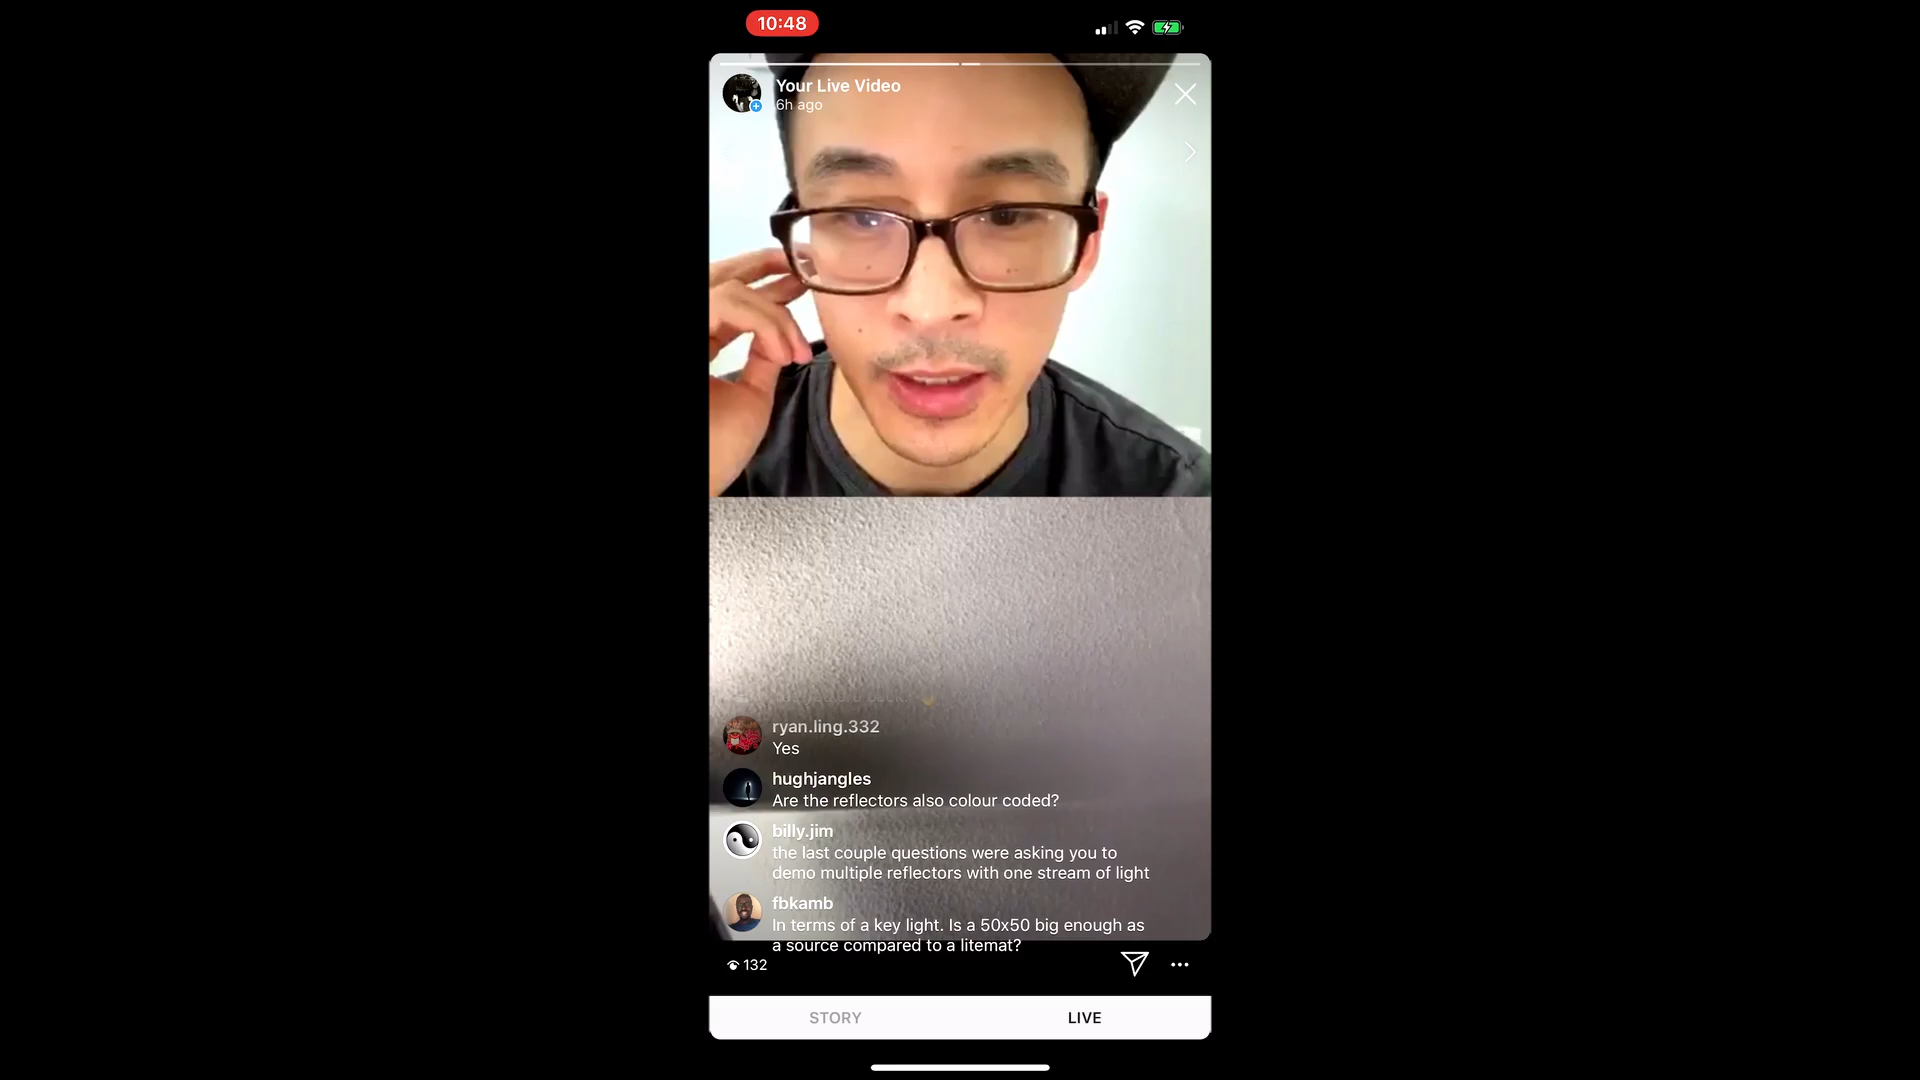 10:48
Your Live Video
6h ago
ryan.ling.332
Yes
hughjangles
Are the reflectors also colour coded?
billy.jim
the last couple questions were asking you to
demo multiple reflectors with one stream of light
fbkamb
In terms of a key light. Is a 50x50 big enough as
a source compared to a litemat?
132
STORY
LIVE